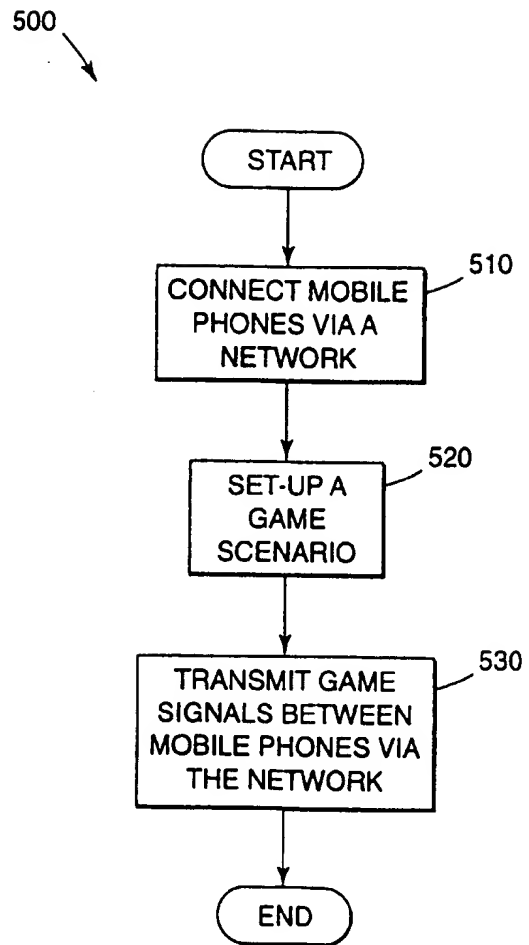 500
START
510
CONNECT MOBILE
PHONES VIA A
NETWORK
520
SET-UP A
GAME
SCENARIO
530
TRANSMIT GAME
SIGNALS BETWEEN
MOBILE PHONES VIA
THE NETWORK
END